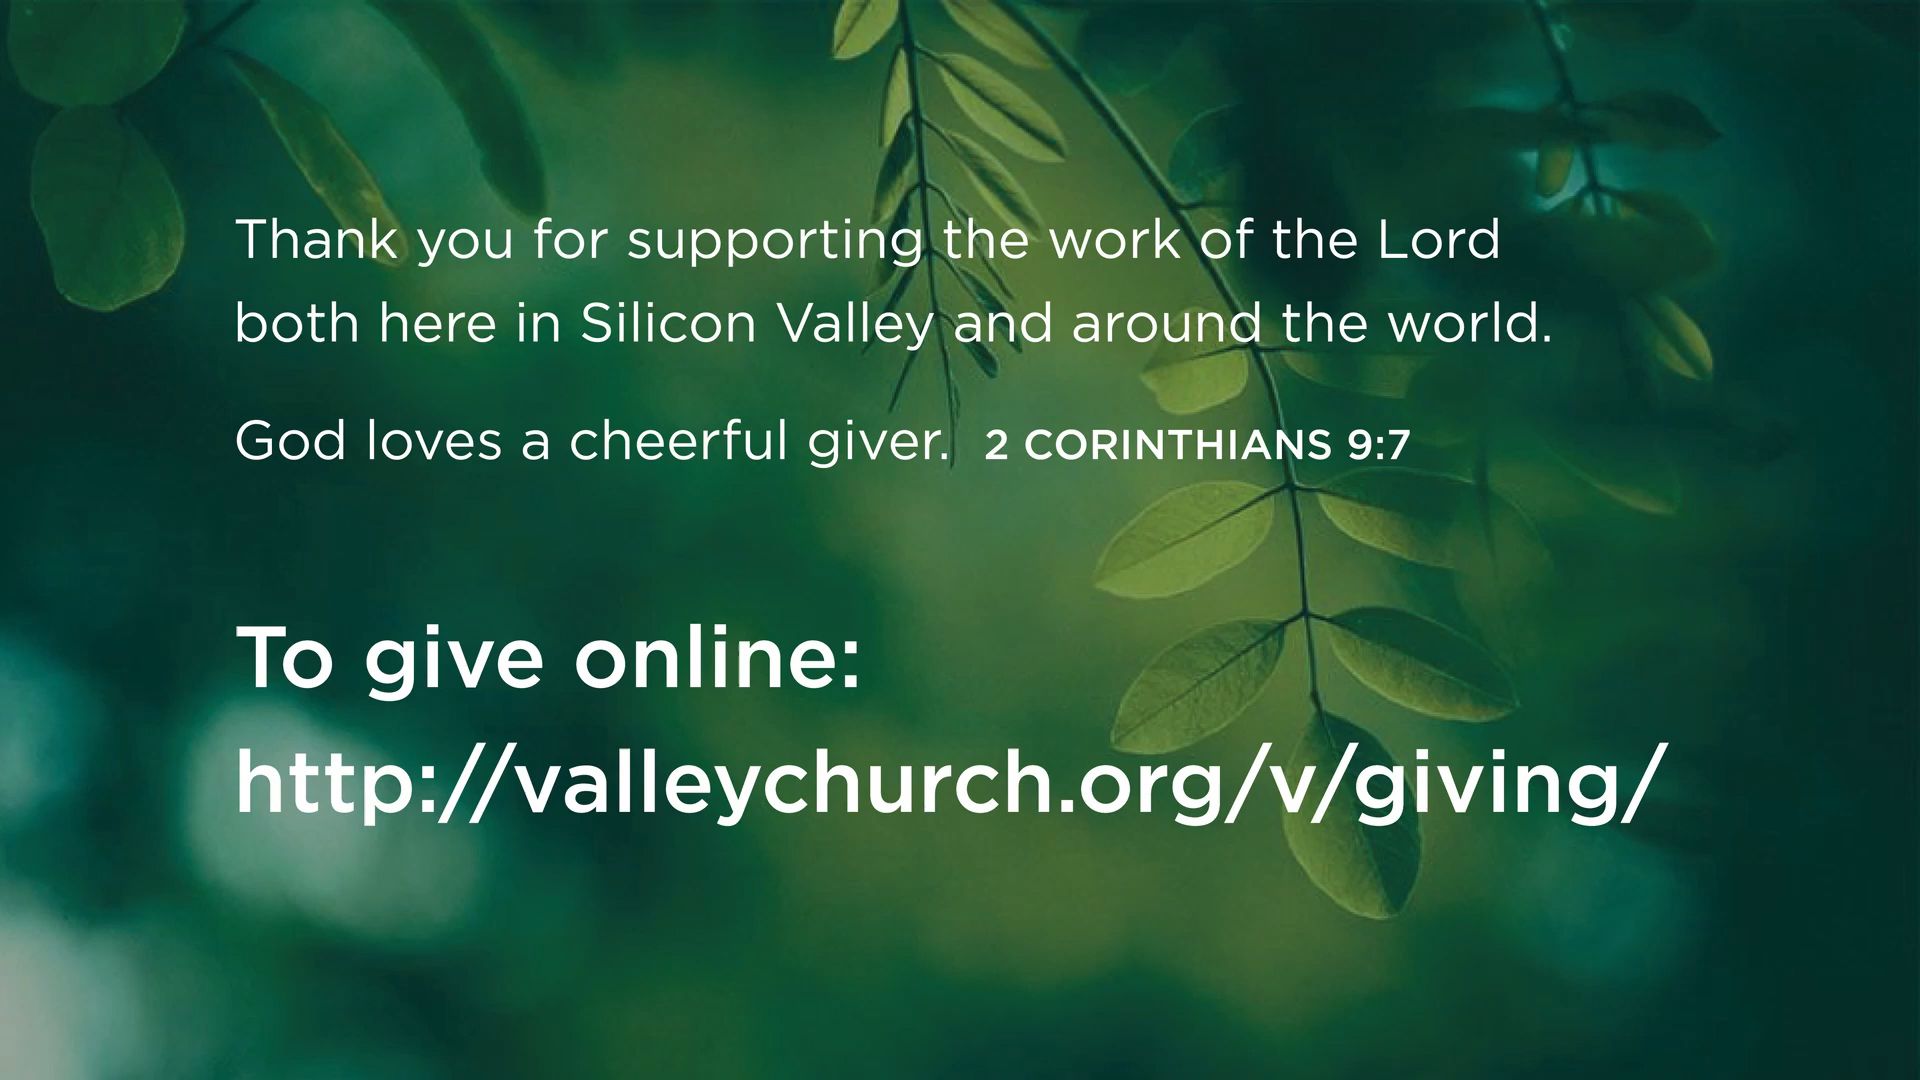 Thank you for supporting the work of the Lord
both here in Silicon Valley and around the world.
God loves a cheerful giver. 2 CORINTHIANS 9:7
To give online:
http://valleychurch.org/v/giving/